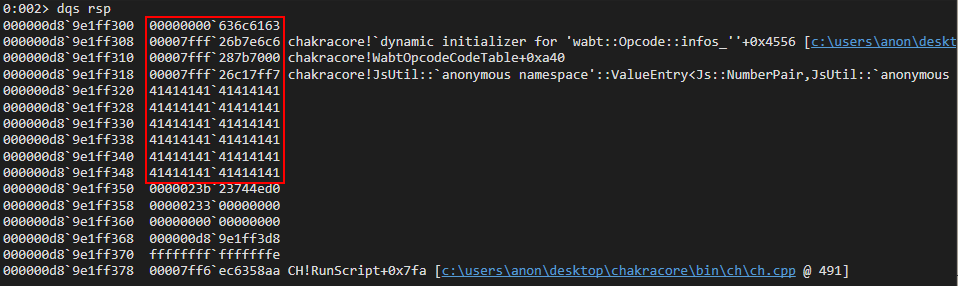 0:002> dqs rsp
000000d8`9e1ff300  00000000`636c6163
000000d8`9e1ff308  00007fff`26b7e6c6 chakracore!`dynamic initializer for 'wabt::Opcode::infos_''+0x4556 [c:\users\anon\deskt
000000d8`9e1ff310  00007fff`287b7000 chakracore!WabtOpcodeCodeTable+0xa40
000000d8`9e1ff318  00007fff`26c17ff7 chakracore!JsUtil::`anonymous namespace'::ValueEntry<Js::NumberPair,JsUtil::`anonymous
000000d8`9e1ff320  41414141`41414141
000000d8`9e1ff328  41414141`41414141
000000d8`9e1ff330  41414141`41414141
000000d8`9e1ff338  41414141`41414141
000000d8`9e1ff340  41414141`41414141
000000d8`9e1ff348  41414141`41414141
000000d8`9e1ff350  0000023b`23744ed0
000000d8`9e1ff358  00000233`00000000
000000d8`9e1ff360  00000000`00000000
000000d8`9e1ff368  000000d8`9e1ff3d8
000000d8`9e1ff370  ffffffff`fffffffe
000000d8`9e1ff378  00007ff6`ec6358aa CH!RunScript+0x7fa [c:\users\anon\desktop\chakracore\bin\ch\ch.cpp @ 491]